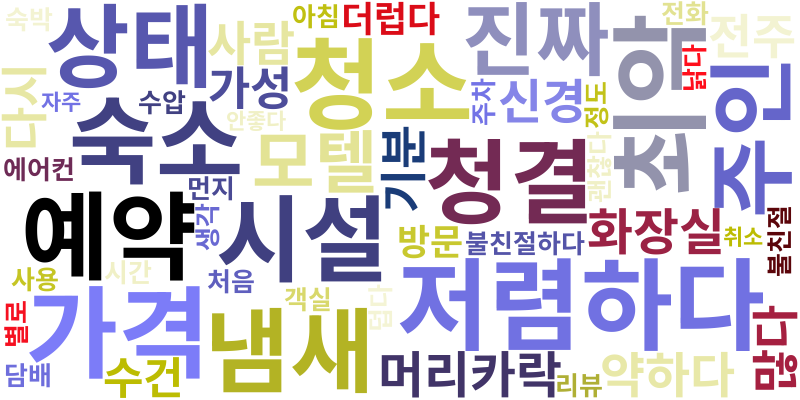 숙박
상태
사람
아침
더럽다
진짜
전화
전주
다시
자주
수압
가성
청소
주차
신경
정도
최악
낡다
주인
숙소
안좋다
모텔
기분
청결
괜찮다
에어컨
먼지
예약
생각
시설
방문
불친절하다
화장실
취소
불친절
사용
시간
처음
객실
덥다
저렴하다
별로
가격
냄새
많다
담배
수건
머리카락
리뷰
약하다